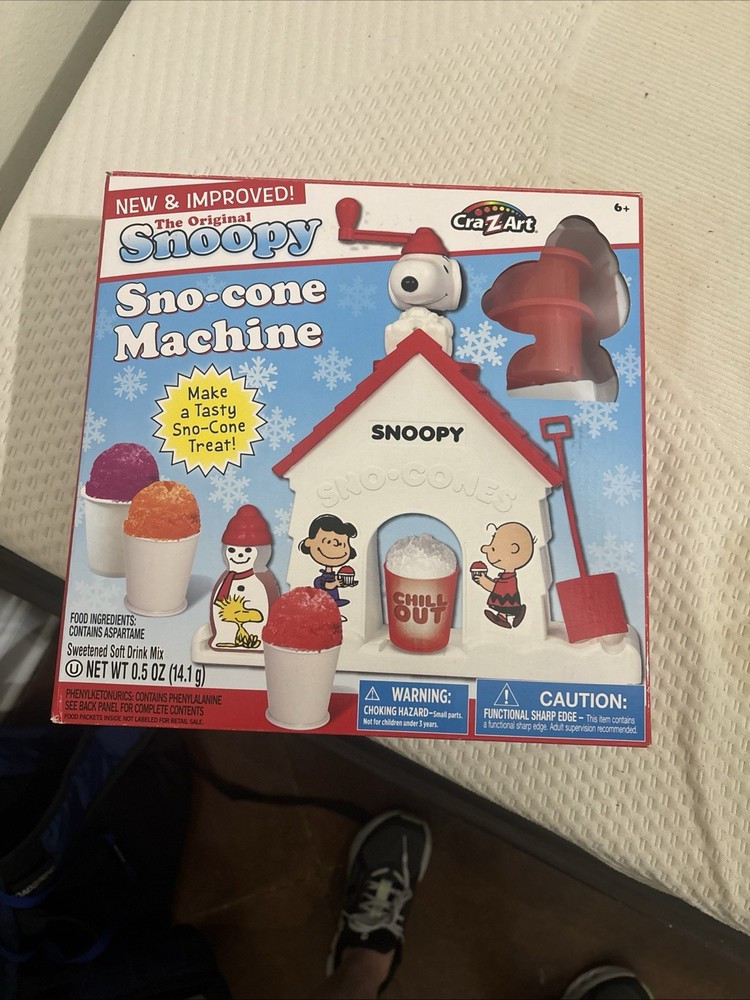 NEW & IMPROVED!
The Original
Snoopy
Sno-cone
Machine
Cra-Z-Art
6+
Make
a Tasty
Sno-Cone
Treat!
SNOOPY
SNO•CONES
CHILL
OUT
FOOD INGREDIENTS:
CONTAINS ASPARTAME
Sweetened Soft Drink Mix
U NET WT 0.5 OZ (14.1 g)
PHENYLKETONURICS: CONTAINS PHENYLALANINE
SEE BACK PANEL FOR COMPLETE CONTENTS
FOOD PACKETS INSIDE NOT LABELED FOR RETAIL SALE.
WARNING:
CHOKING HAZARD–Small parts.
Not for children under 3 years.
CAUTION:
FUNCTIONAL SHARP EDGE – This item contains
a functional sharp edge. Adult supervision recommended.